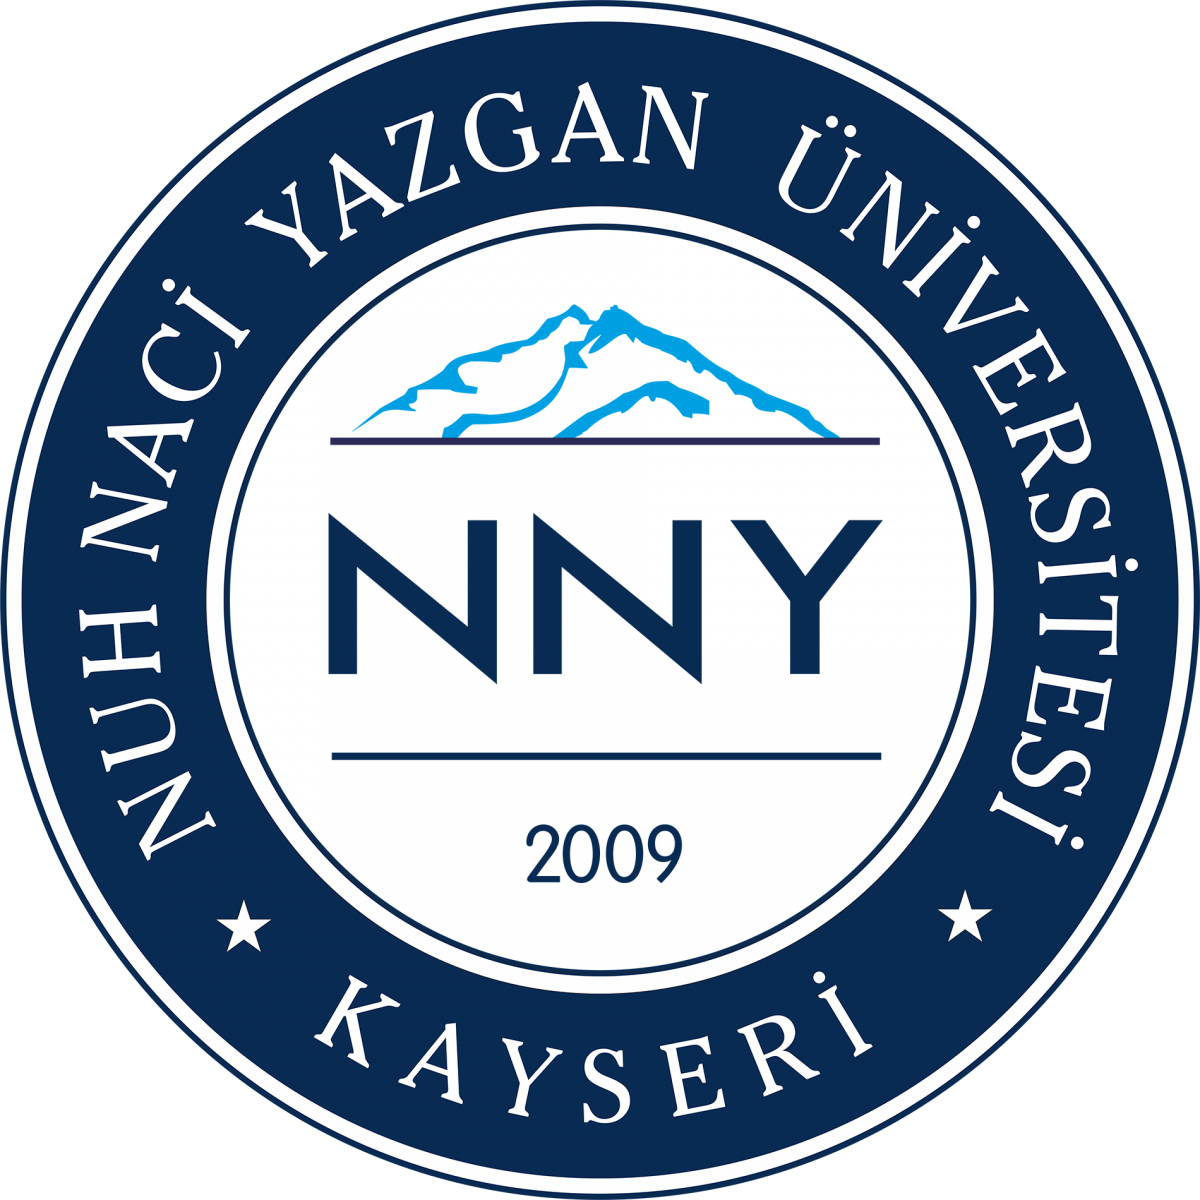 NUH NACİ YAZGAN ÜNİVERSİTESİ
NNY
2009
KAYSERİ